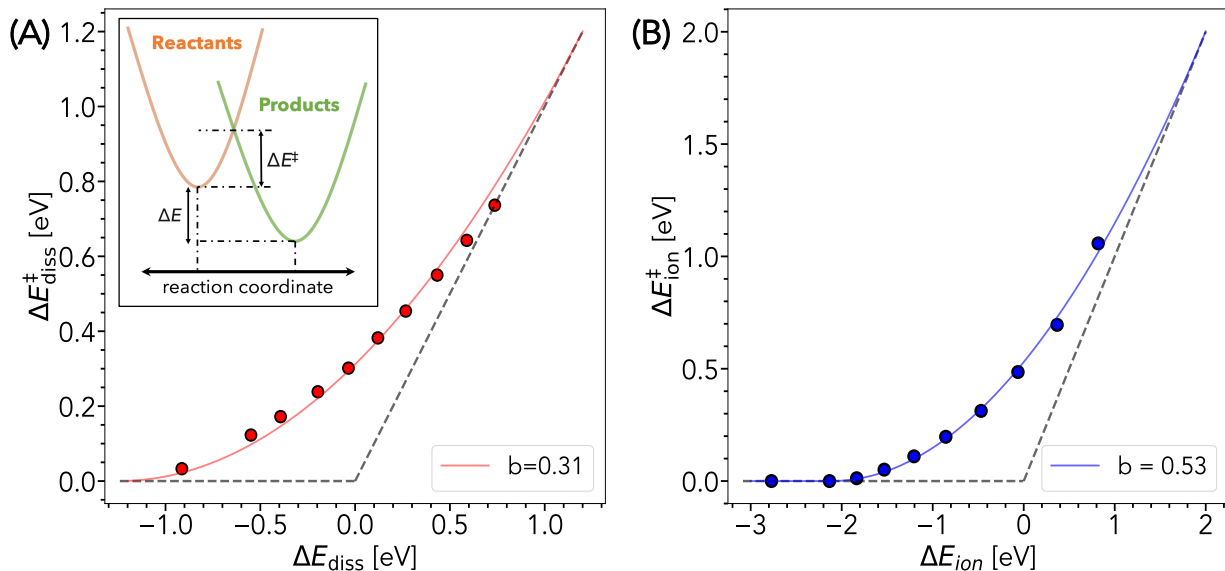 (A)
1.2
1.0
0.8
0.6
0.4
0.2
0.0
ΔE‡diss [eV]
Reactants
Products
ΔE‡
ΔE
reaction coordinate
b=0.31
−1.0
−0.5
0.0
0.5
1.0
ΔEdiss [eV]
(B)
2.0
1.5
1.0
0.5
0.0
ΔE‡ion [eV]
b = 0.53
−3
−2
−1
0
1
2
ΔEion [eV]